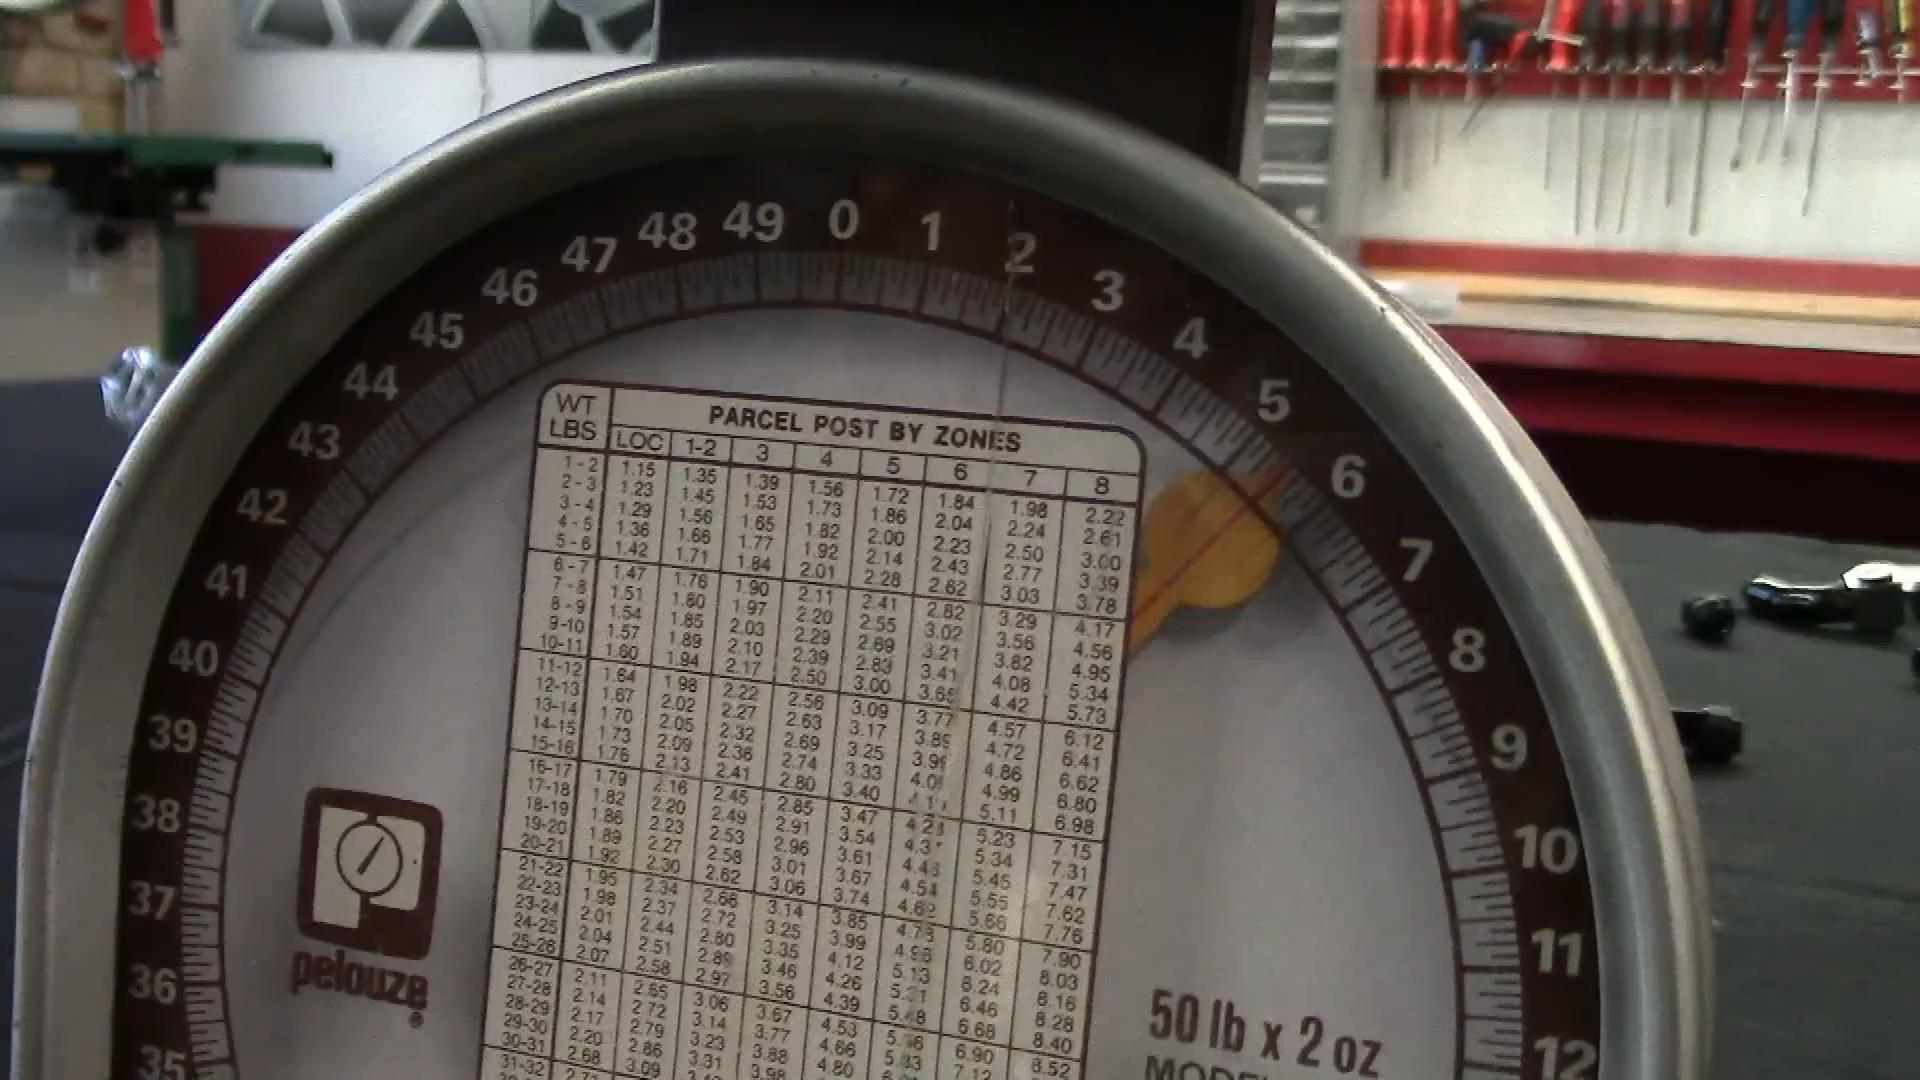 48 49 0 1 2 3 4 5 6 7 8 9 10 11 12
47
46
45
44
43
42
41
40
39
38
37
36
35
WT LBS PARCEL POST BY ZONES
LOC 1-2 3 4 5 6 7 8
1-2 1.15 1.35 1.39 1.56 1.72 1.84 1.98 2.22
2-3 1.23 1.45 1.53 1.73 1.86 2.04 2.24 2.61
3-4 1.29 1.56 1.65 1.82 2.00 2.23 2.50 3.00
4-5 1.36 1.66 1.77 1.92 2.14 2.43 2.77 3.39
5-6 1.42 1.71 1.84 2.01 2.28 2.62 3.03 3.78
6-7 1.47 1.76 1.90 2.11 2.41 2.82 3.29 4.17
7-8 1.51 1.80 1.97 2.20 2.55 3.02 3.56 4.56
8-9 1.54 1.85 2.03 2.29 2.69 3.21 3.82 4.95
9-10 1.57 1.89 2.10 2.39 2.83 3.41 4.08 5.34
10-11 1.60 1.94 2.17 2.50 3.00 3.65 4.42 5.73
11-12 1.64 1.98 2.22 2.56 3.09 3.77 4.57 6.12
12-13 1.67 2.02 2.27 2.63 3.17 3.89 4.72 6.41
13-14 1.70 2.05 2.32 2.69 3.25 3.99 4.86 6.62
14-15 1.73 2.09 2.36 2.74 3.33 4.99 6.80
15-16 1.76 2.13 2.41 2.80 3.40 5.11 6.98
16-17 1.79 2.16 2.45 2.85 3.47 5.23 7.15
17-18 1.82 2.20 2.49 2.91 3.54 5.34 7.31
18-19 1.86 2.23 2.53 2.96 3.61 5.45 7.47
19-20 1.89 2.27 2.58 3.01 3.67 4.54 5.55 7.62
20-21 1.92 2.30 2.62 3.06 3.74 4.62 5.66 7.76
21-22 1.95 2.34 2.66 3.14 3.85 5.80 7.90
22-23 1.98 2.37 2.72 3.25 3.99 6.02 8.03
23-24 2.01 2.44 2.80 3.35 4.12 5.13 6.24 8.16
24-25 2.04 2.51 2.89 3.46 4.26 6.46 8.28
25-26 2.07 2.58 2.97 3.56 4.39 6.68 8.40
26-27 2.11 2.65 3.06 3.67 4.53 6.90 8.52
27-28 2.14 2.72 3.14 3.77 4.66 7.12
28-29 2.17 2.79 3.23 3.88 4.80
29-30 2.20 2.86 3.31 3.98
30-31 2.68 3.09
31-32
pelouze
50 lb x 2 oz